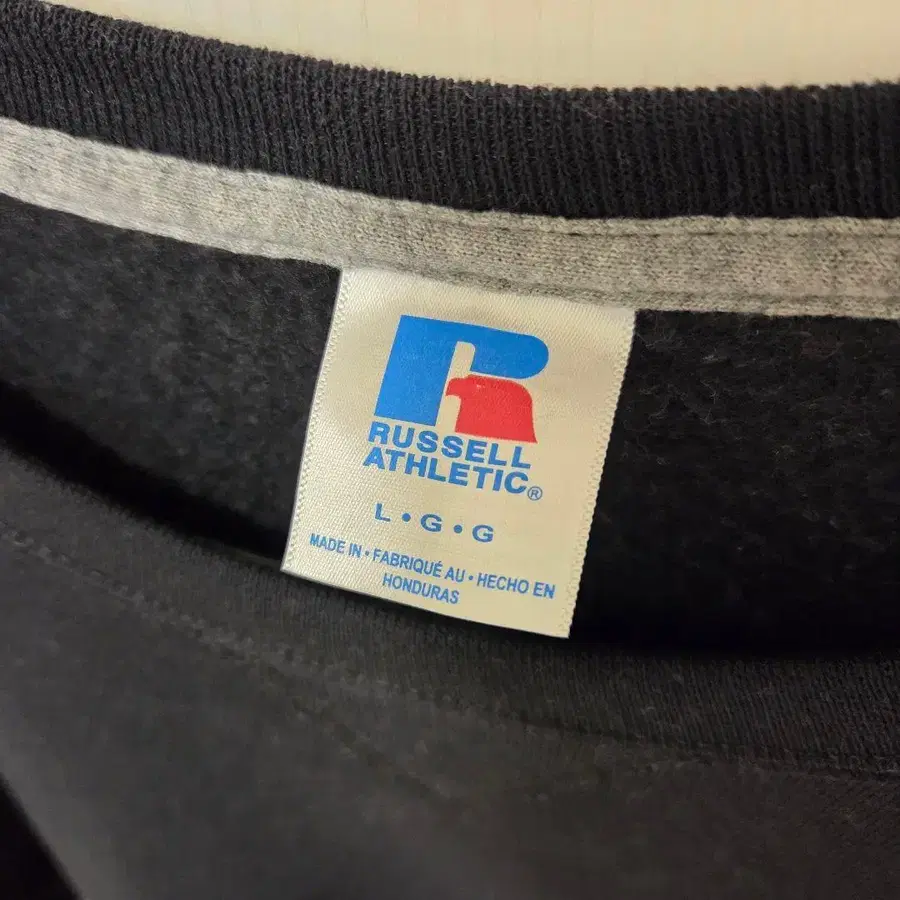 RUSSELL
ATHLETIC®
L • G • G
MADE IN • FABRIQUÉ AU • HECHO EN
HONDURAS